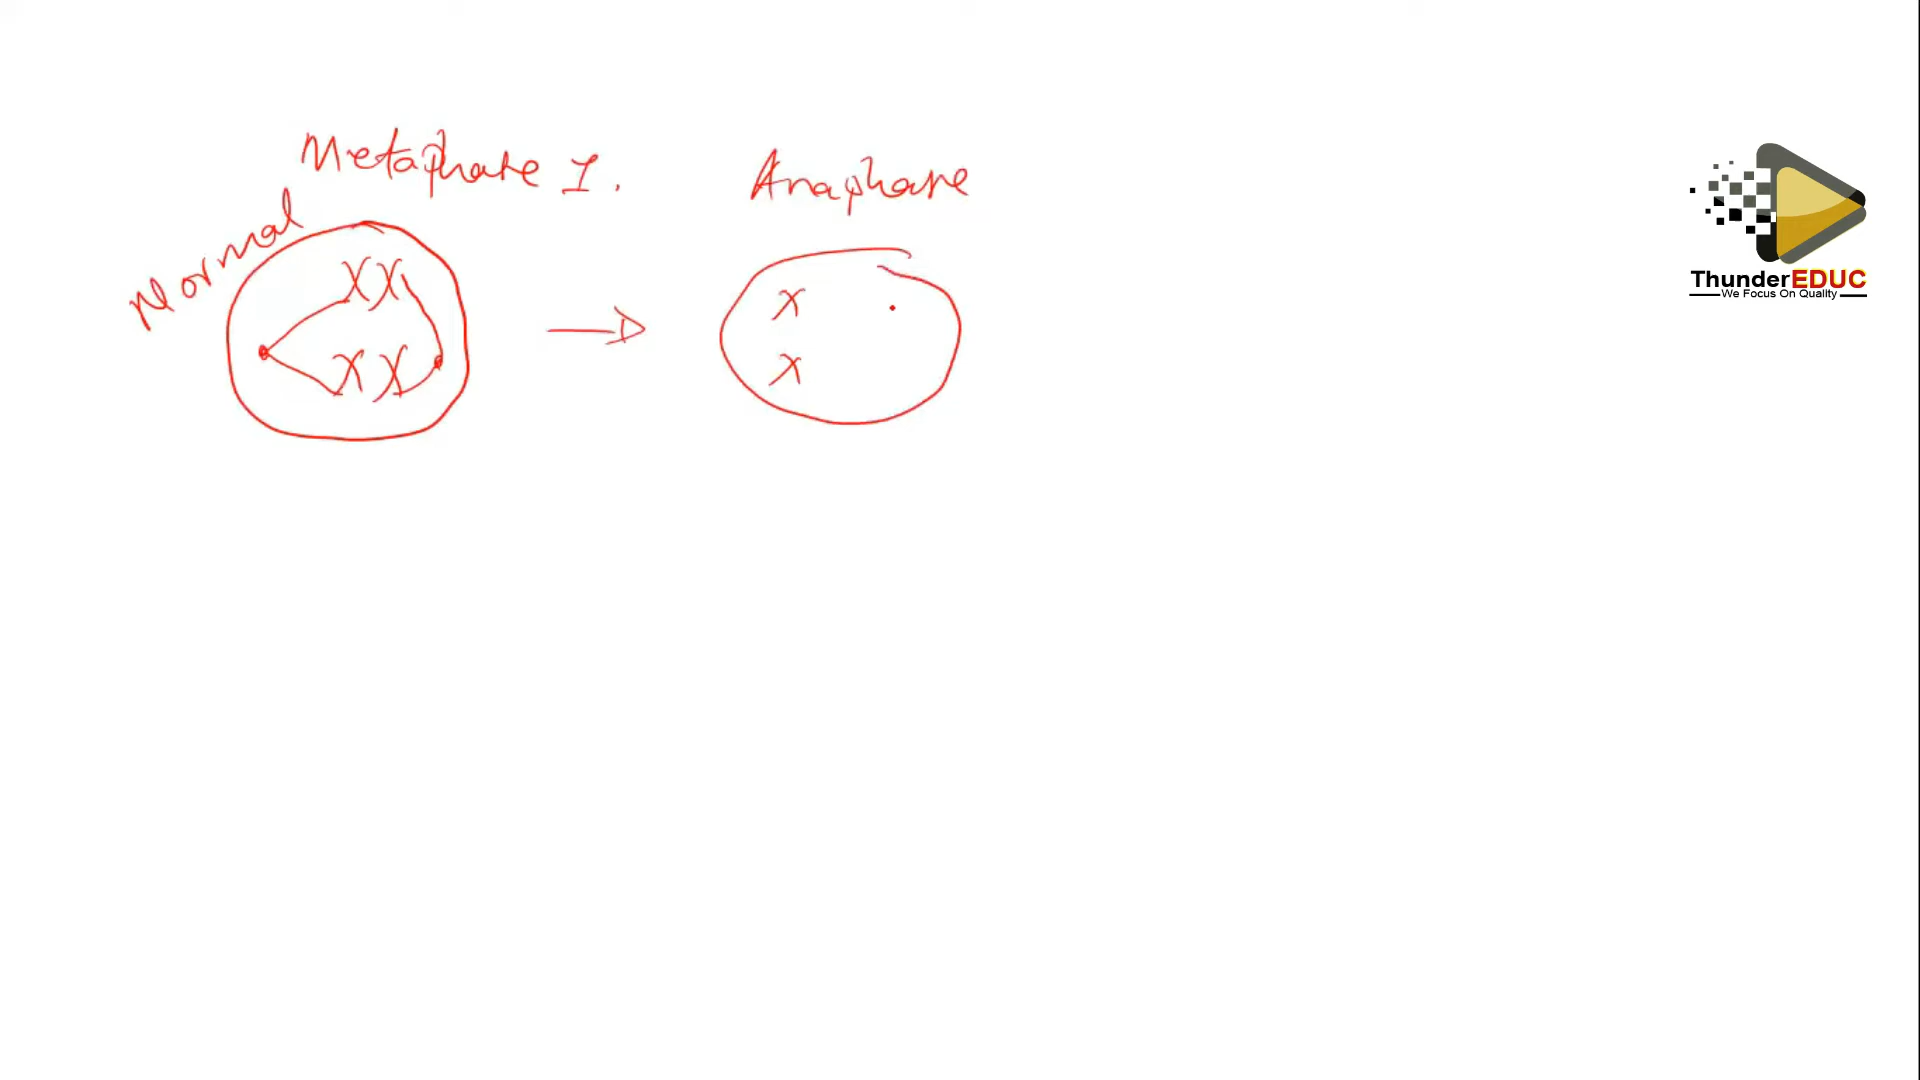 Metaphase I.
Anaphase
Normal
X X
X X
X
X
ThunderEDUC
We Focus On Quality